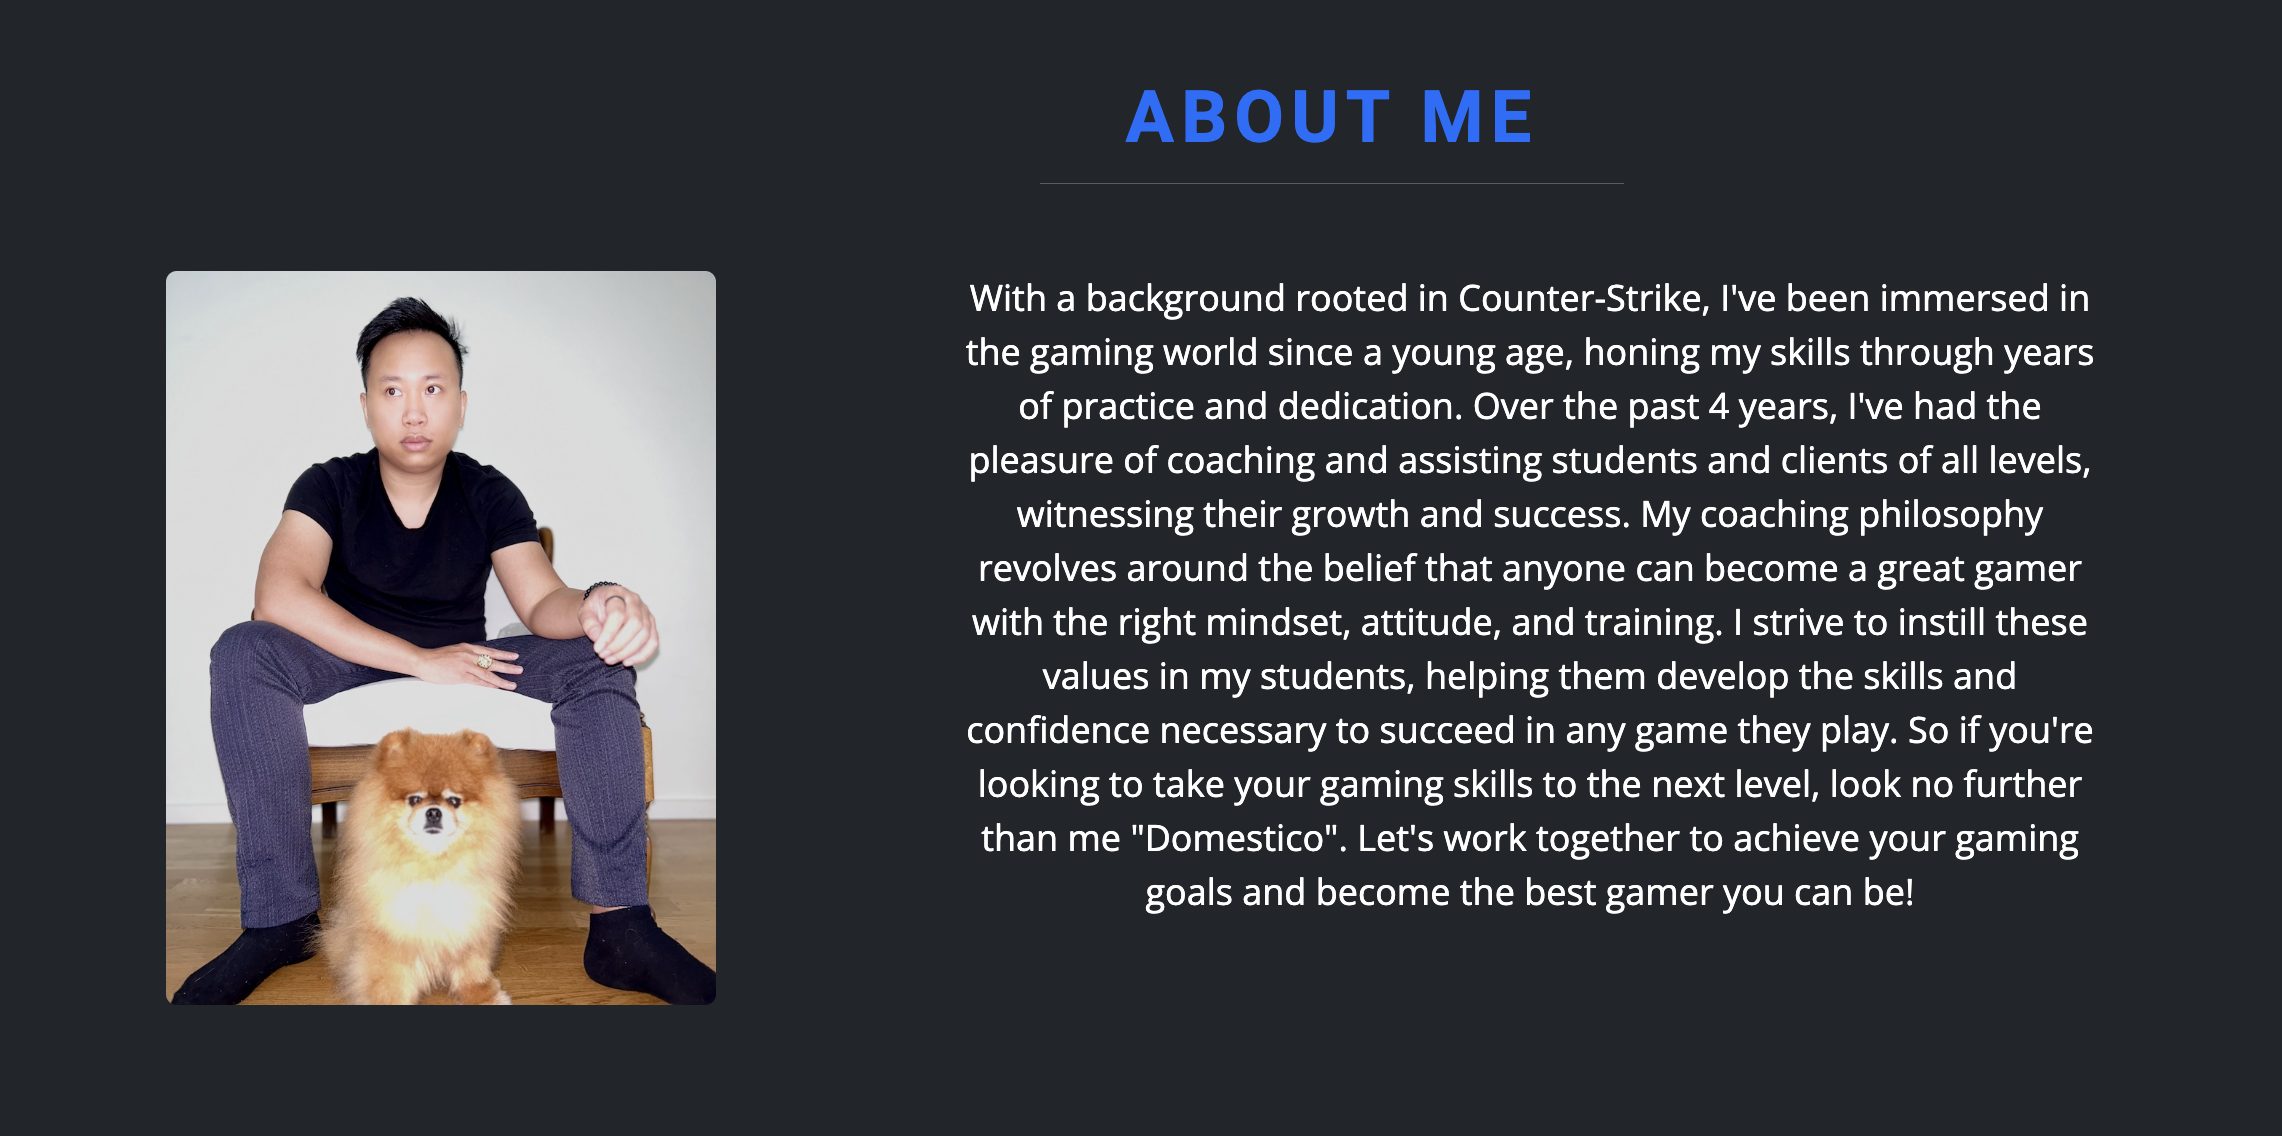 ABOUT ME
With a background rooted in Counter-Strike, I've been immersed in
the gaming world since a young age, honing my skills through years
of practice and dedication. Over the past 4 years, I've had the
pleasure of coaching and assisting students and clients of all levels,
witnessing their growth and success. My coaching philosophy
revolves around the belief that anyone can become a great gamer
with the right mindset, attitude, and training. I strive to instill these
values in my students, helping them develop the skills and
confidence necessary to succeed in any game they play. So if you're
looking to take your gaming skills to the next level, look no further
than me "Domestico". Let's work together to achieve your gaming
goals and become the best gamer you can be!